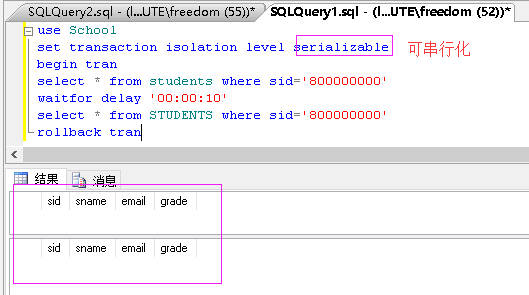 SQLQuery2.sql - (l...UTE\freedom (55))* SQLQuery1.sql - (l...UTE\freedom (52))*
use School
set transaction isolation level serializable 可串行化
begin tran
select * from students where sid='800000000'
waitfor delay '00:00:10'
select * from STUDENTS where sid='800000000'
rollback tran
结果 消息
sid sname email grade
sid sname email grade